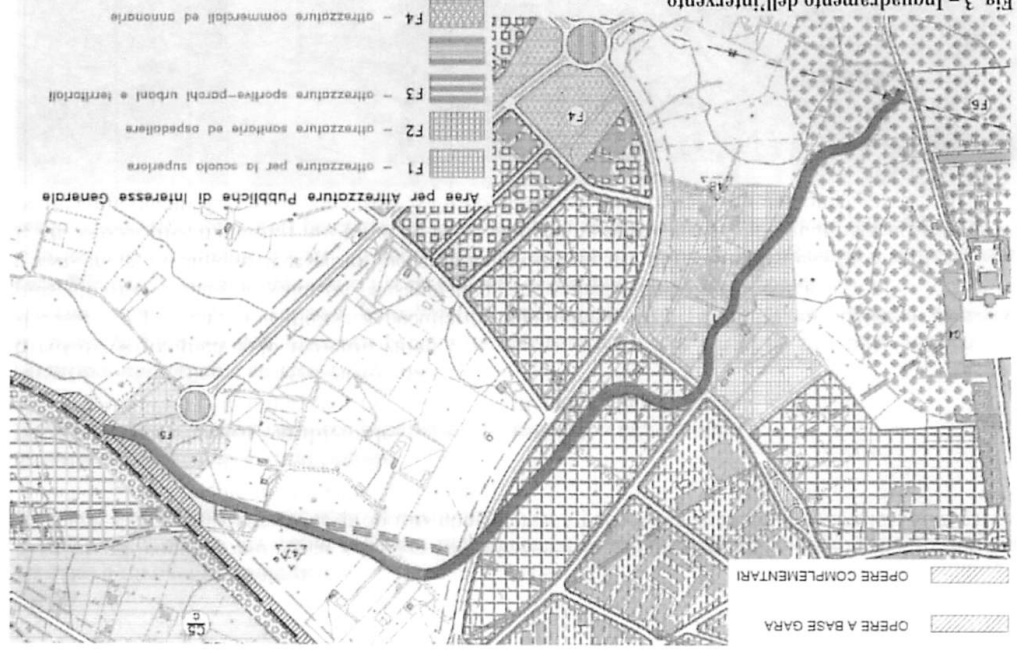 OPERE A BASE GARA
OPERE COMPLEMENTARI
C5
C
F5
G4
F6
F4
Aree per Attrezzature Pubbliche di Interesse Generale
F1 – attrezzature per la scuola superiore
F2 – attrezzature sanitarie ed ospedaliere
F3 – attrezzature sportive–parchi urbani e territoriali
F4 – attrezzature commerciali ed annonarie
Fig. 3 – Inquadramento dell'intervento